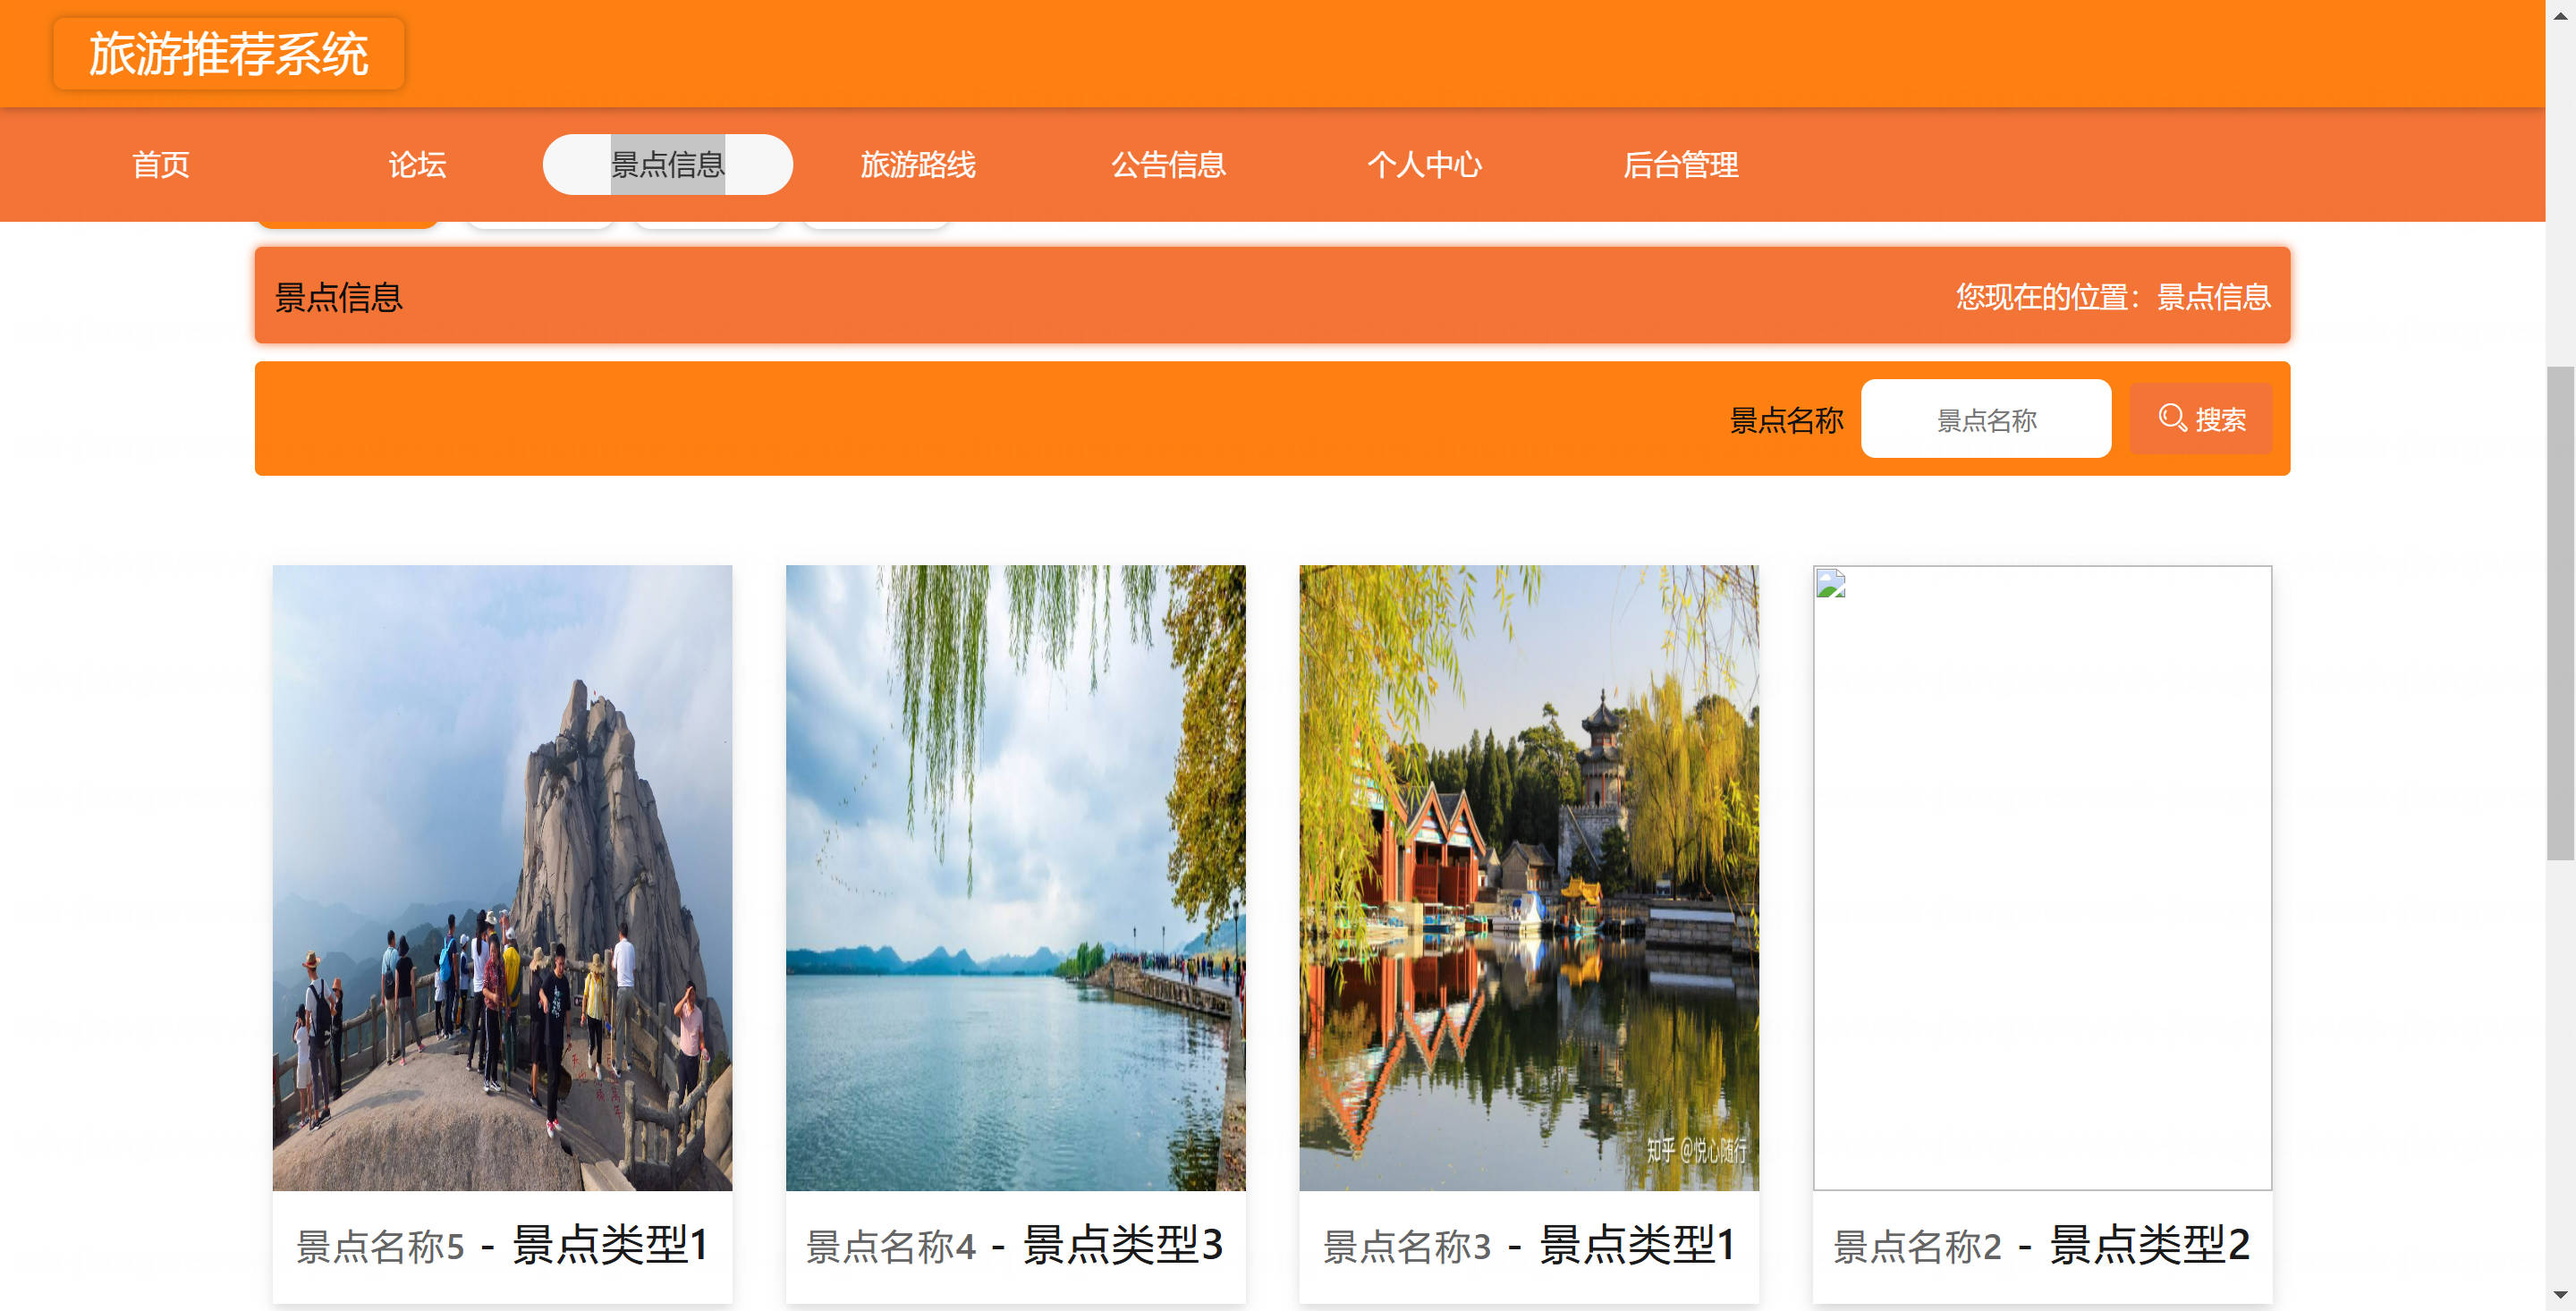 旅游推荐系统
首页
论坛
景点信息
旅游路线
公告信息
个人中心
后台管理
景点信息
您现在的位置：景点信息
景点名称
景点名称
搜索
知乎 @悦心随行
景点名称5 - 景点类型1
景点名称4 - 景点类型3
景点名称3 - 景点类型1
景点名称2 - 景点类型2